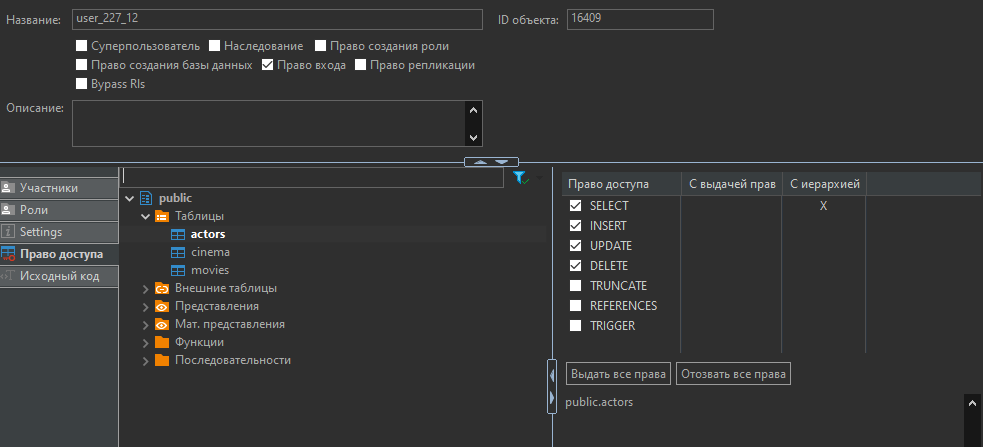 Название: user_227_12 ID объекта: 16409
Суперпользователь Наследование Право создания роли
Право создания базы данных Право входа Право репликации
Bypass Rls
Описание:
Участники
Роли
Settings
Право доступа
Исходный код
public
Таблицы
actors
cinema
movies
Внешние таблицы
Представления
Мат. представления
Функции
Последовательности
Право доступа С выдачей прав С иерархией
SELECT X
INSERT
UPDATE
DELETE
TRUNCATE
REFERENCES
TRIGGER
Выдать все права Отозвать все права
public.actors